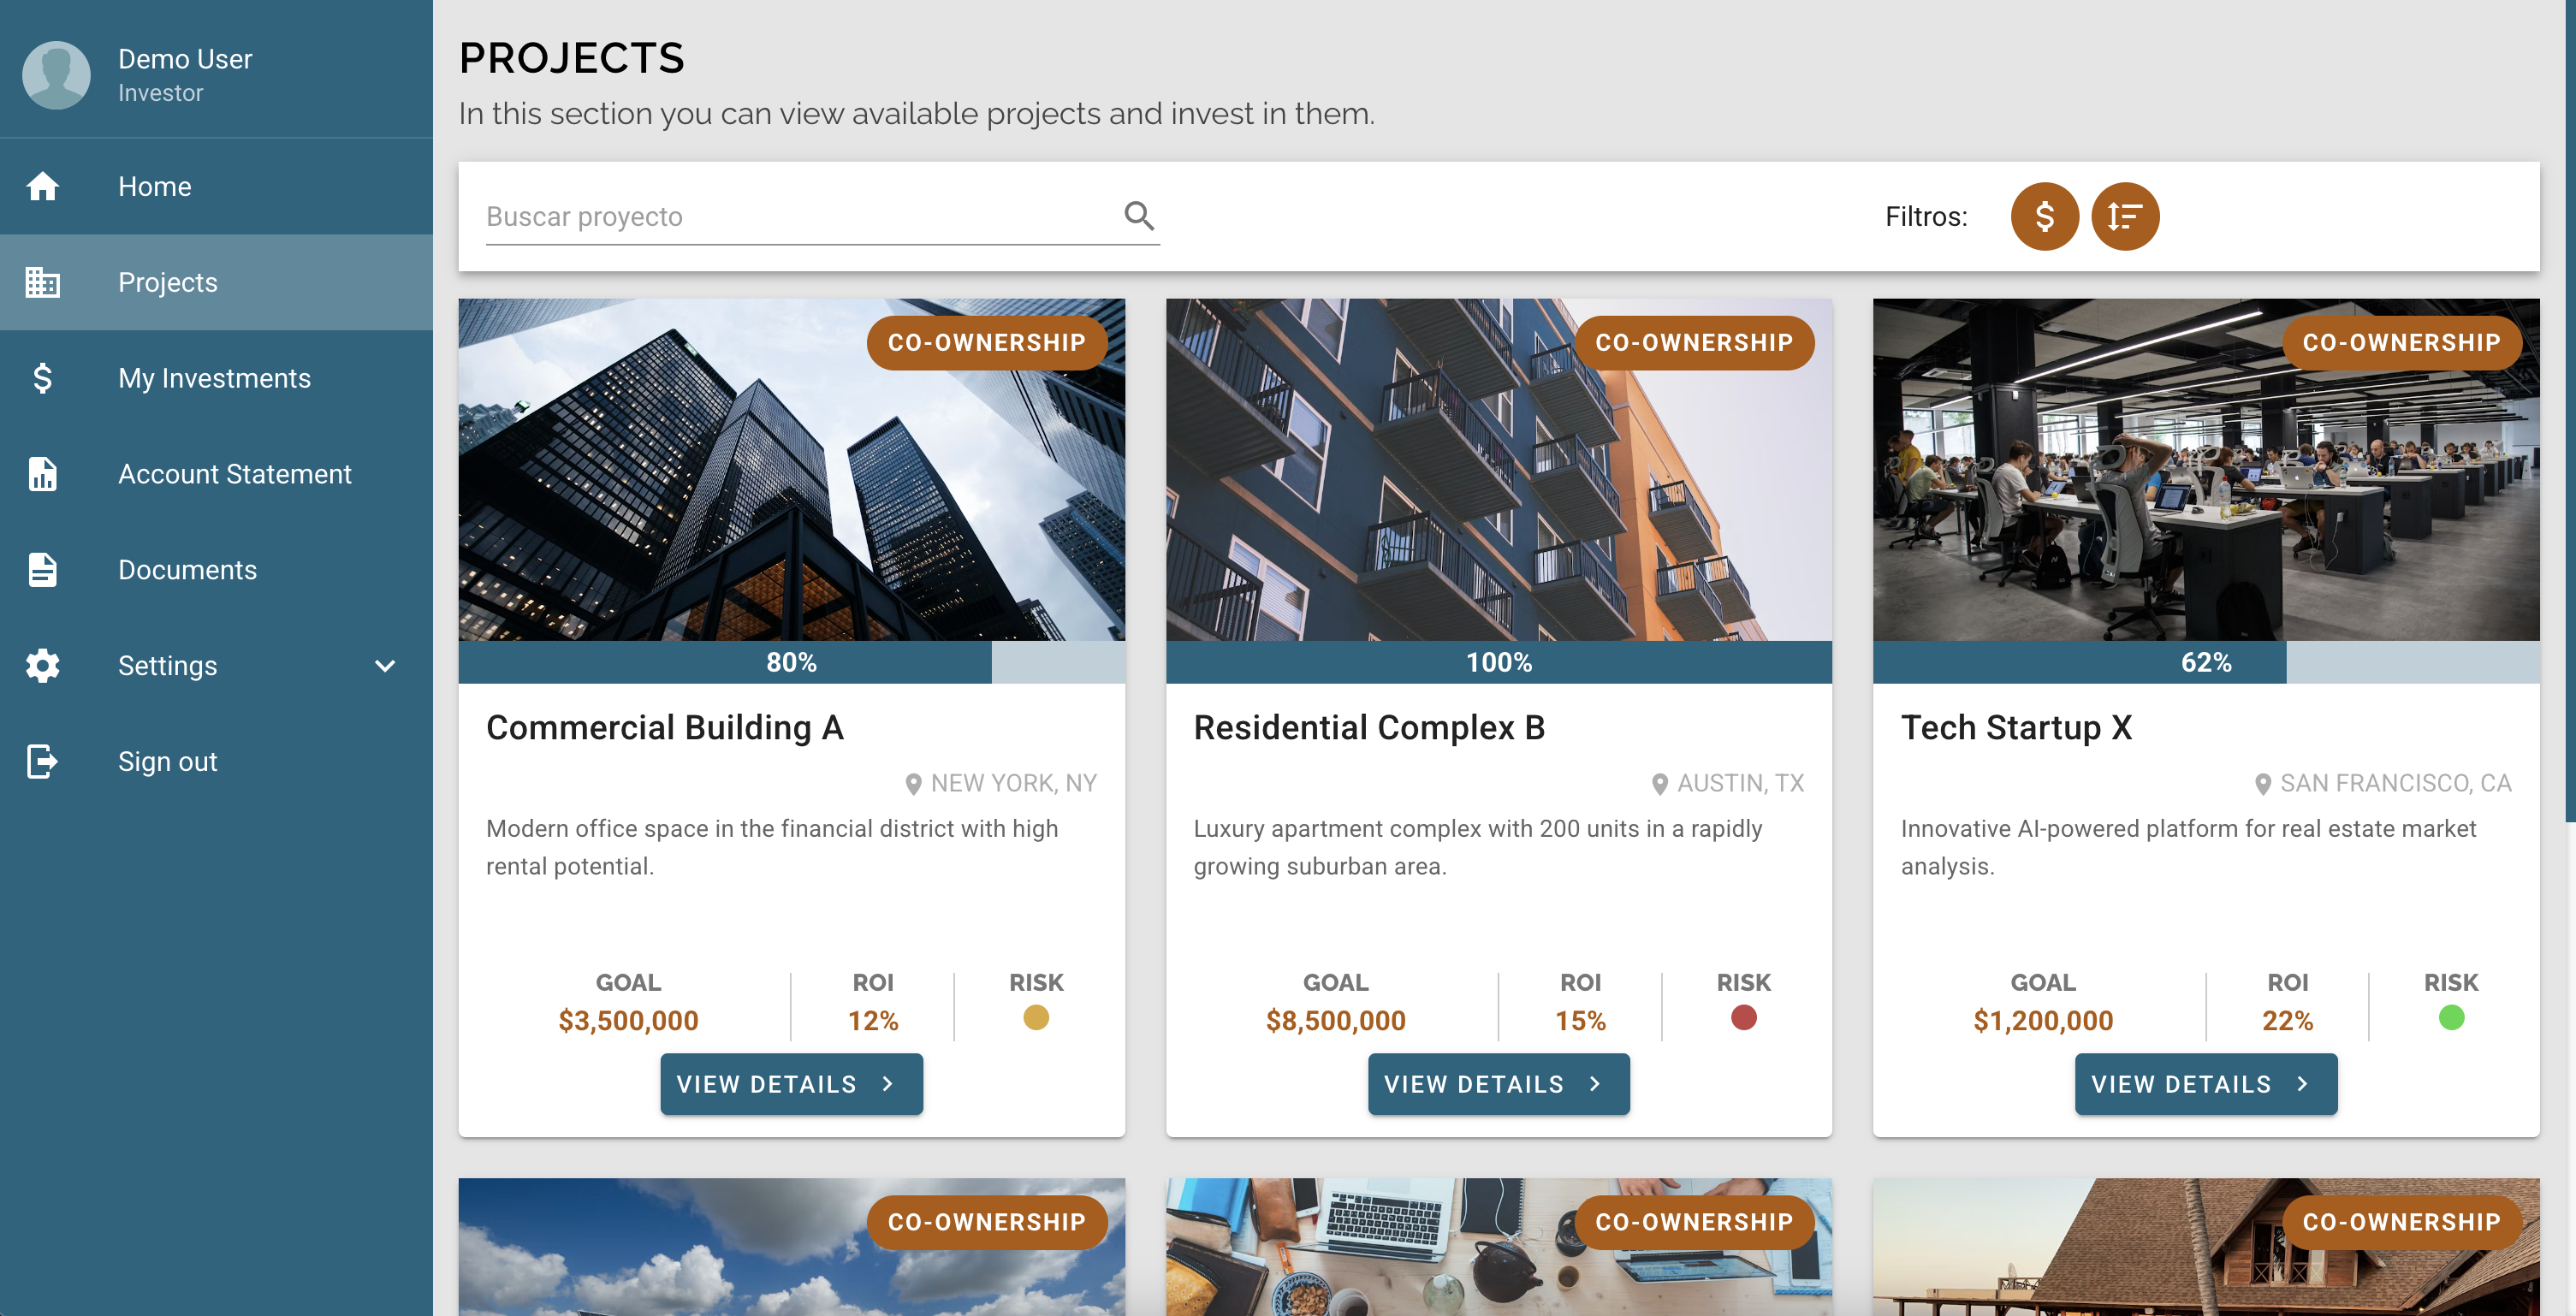 Demo User
Investor
Home
Projects
My Investments
Account Statement
Documents
Settings
Sign out
PROJECTS
In this section you can view available projects and invest in them.
Buscar proyecto
Filtros:
CO-OWNERSHIP
80%
Commercial Building A
NEW YORK, NY
Modern office space in the financial district with high
rental potential.
GOAL
$3,500,000
ROI
12%
RISK
VIEW DETAILS
CO-OWNERSHIP
100%
Residential Complex B
AUSTIN, TX
Luxury apartment complex with 200 units in a rapidly
growing suburban area.
GOAL
$8,500,000
ROI
15%
RISK
VIEW DETAILS
CO-OWNERSHIP
62%
Tech Startup X
SAN FRANCISCO, CA
Innovative AI-powered platform for real estate market
analysis.
GOAL
$1,200,000
ROI
22%
RISK
VIEW DETAILS
CO-OWNERSHIP
CO-OWNERSHIP
CO-OWNERSHIP